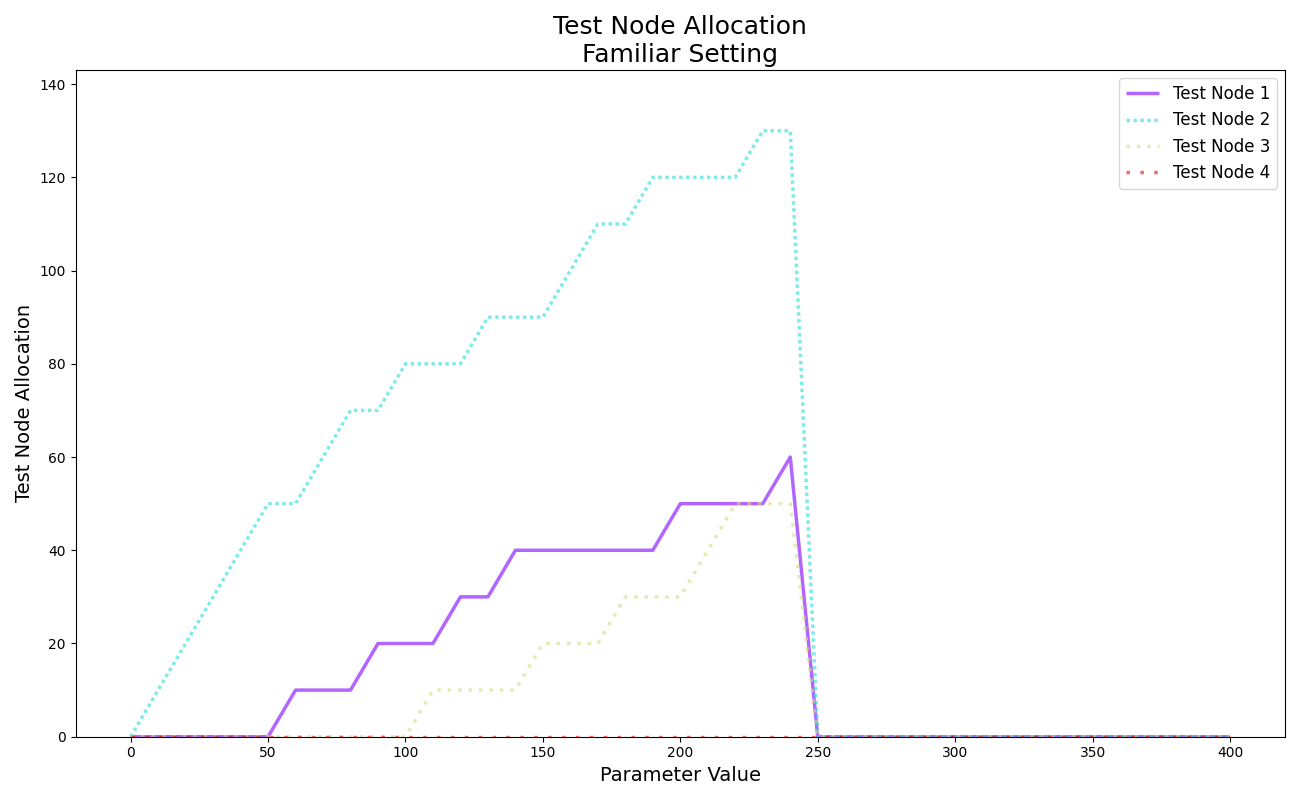 Test Node Allocation
Familiar Setting
Test Node Allocation
140
120
100
80
60
40
20
0
Test Node 1
Test Node 2
Test Node 3
Test Node 4
0 50 100 150 200 250 300 350 400
Parameter Value